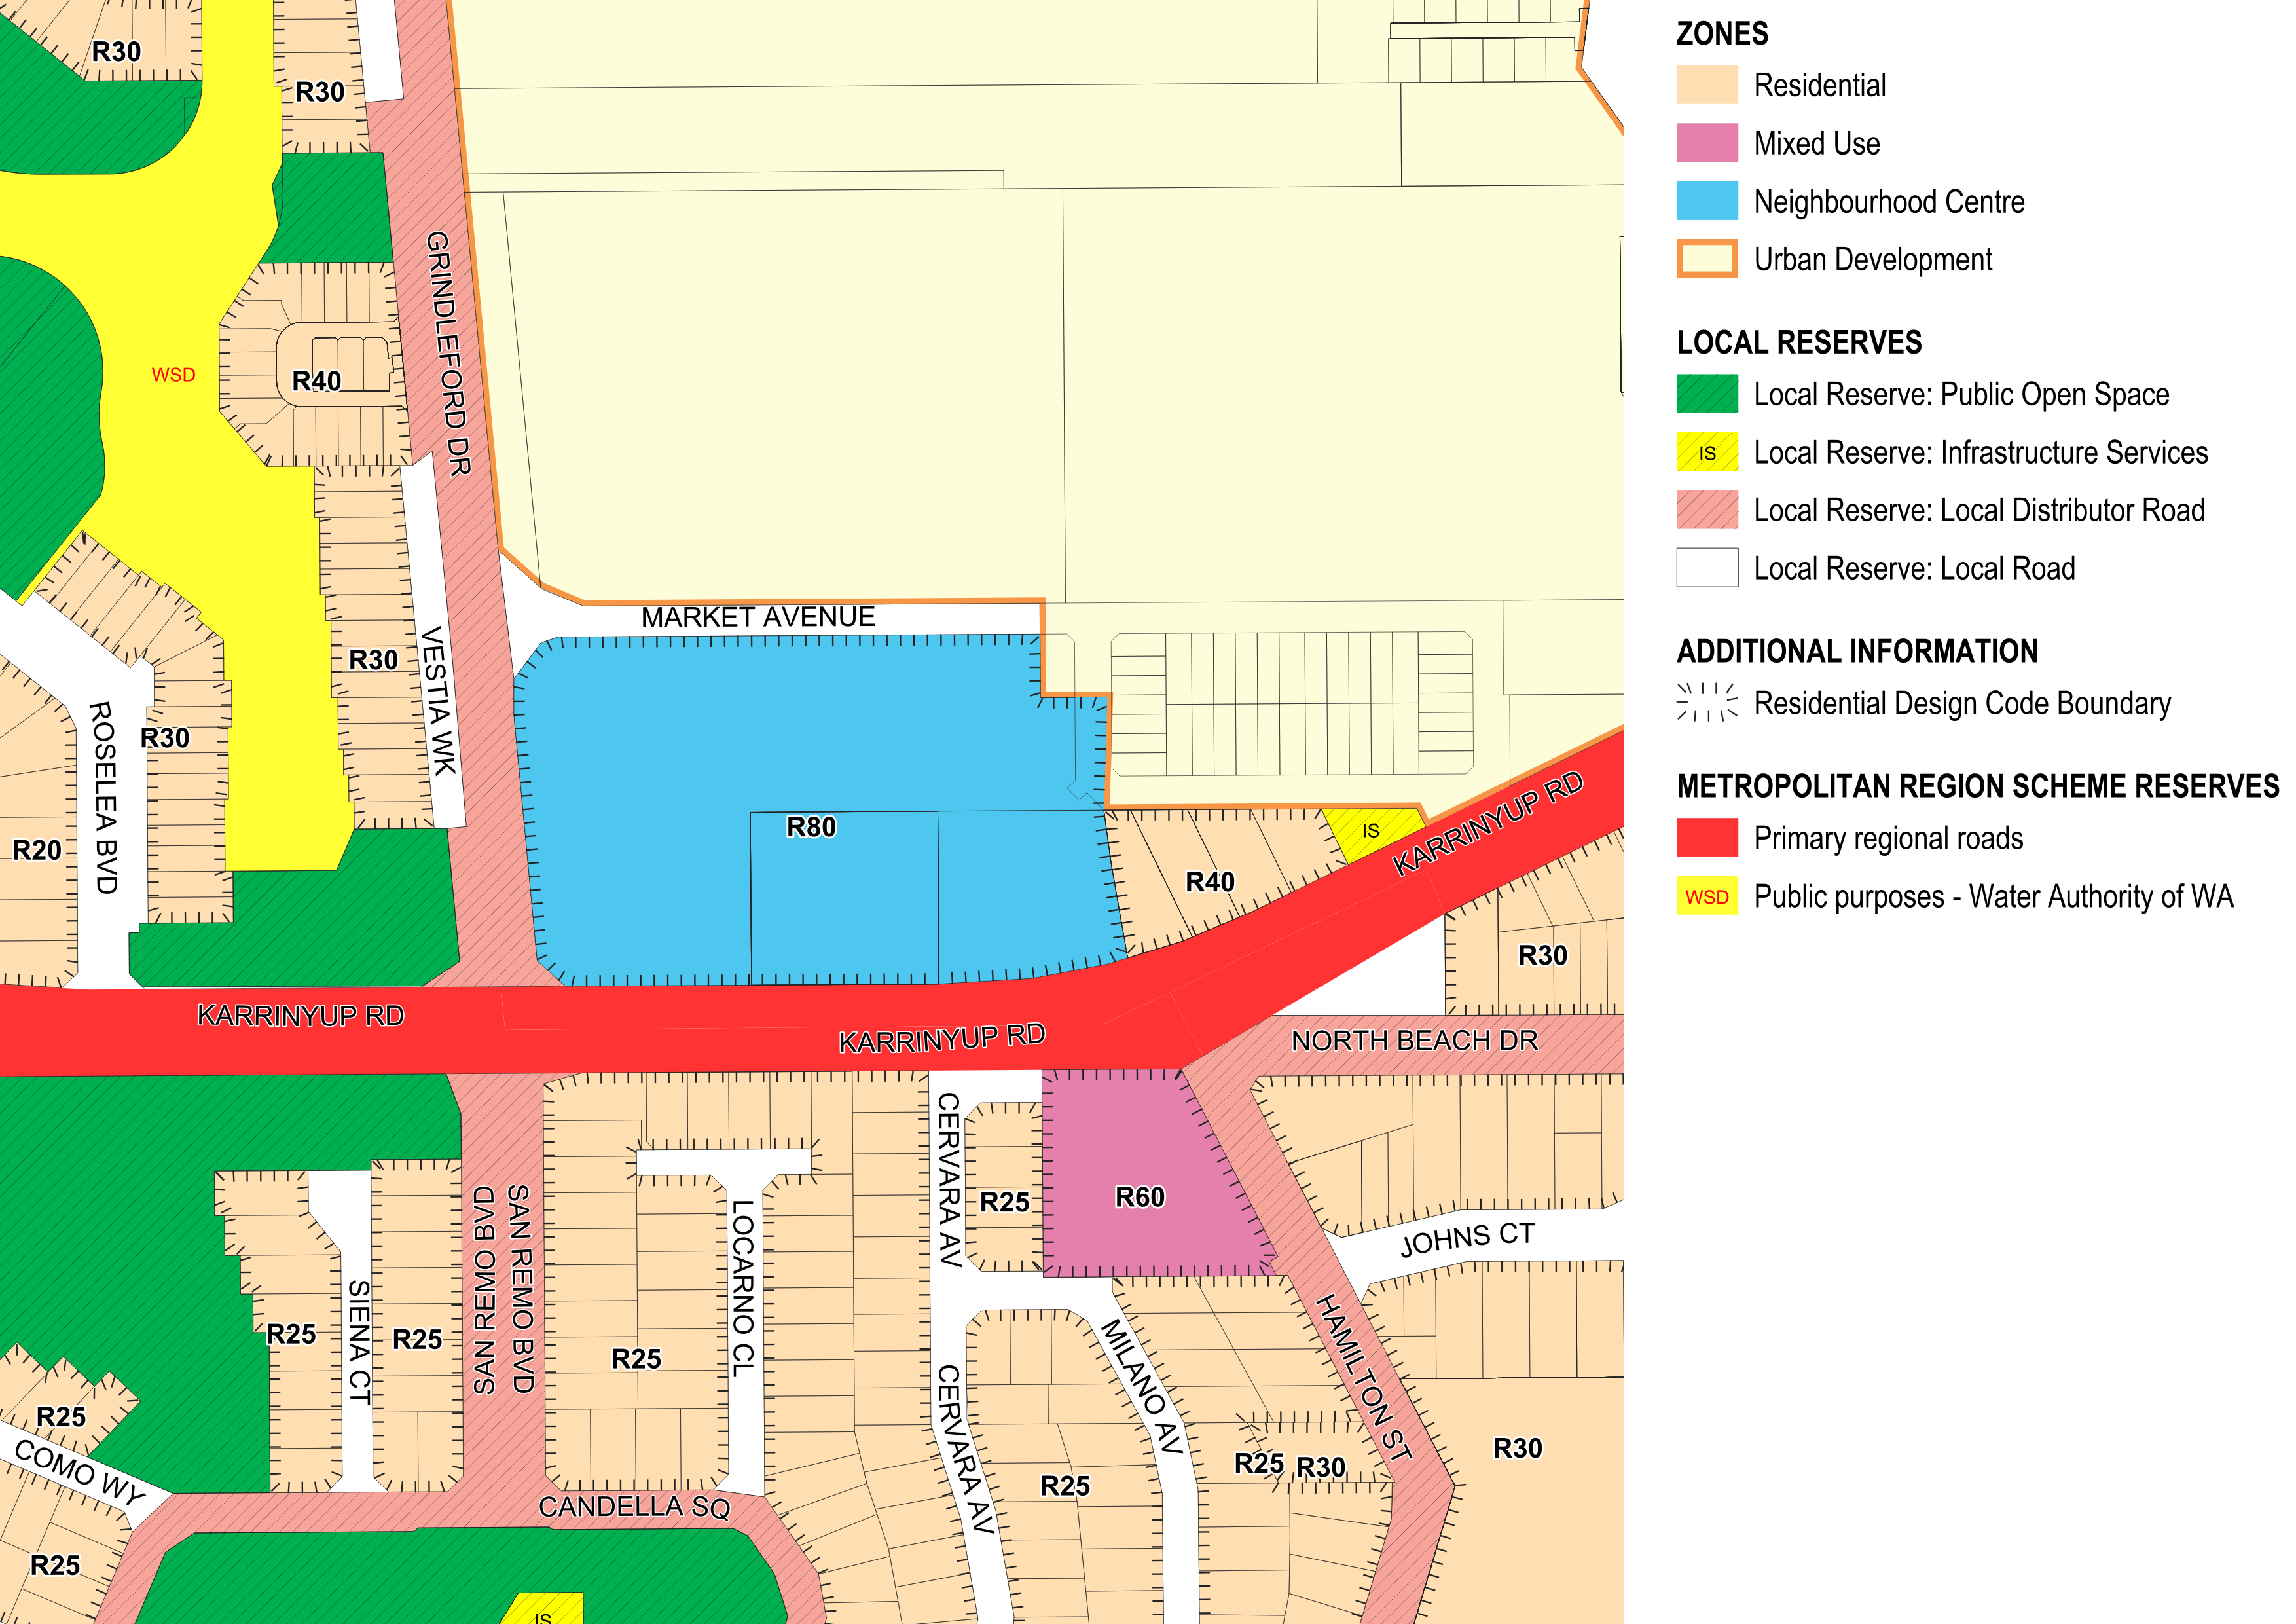 R30
R30
GRINDLEFORD DR
WSD
R40
MARKET AVENUE
R30
VESTIA WK
ROSELEA BVD
R30
R20
R80
IS
KARRINYUP RD
R40
R30
KARRINYUP RD
KARRINYUP RD
NORTH BEACH DR
CERVARA AV
R25
R60
SAN REMO BVD
SAN REMO BVD
LOCARNO CL
JOHNS CT
SIENA CT
R25
R25
R25
HAMILTON ST
MILANO AV
CERVARA AV
R25
COMO WY
R25
R25
R30
R30
CANDELLA SQ
R25
IS
ZONES
Residential
Mixed Use
Neighbourhood Centre
Urban Development
LOCAL RESERVES
Local Reserve: Public Open Space
IS Local Reserve: Infrastructure Services
Local Reserve: Local Distributor Road
Local Reserve: Local Road
ADDITIONAL INFORMATION
Residential Design Code Boundary
METROPOLITAN REGION SCHEME RESERVES
Primary regional roads
WSD Public purposes - Water Authority of WA